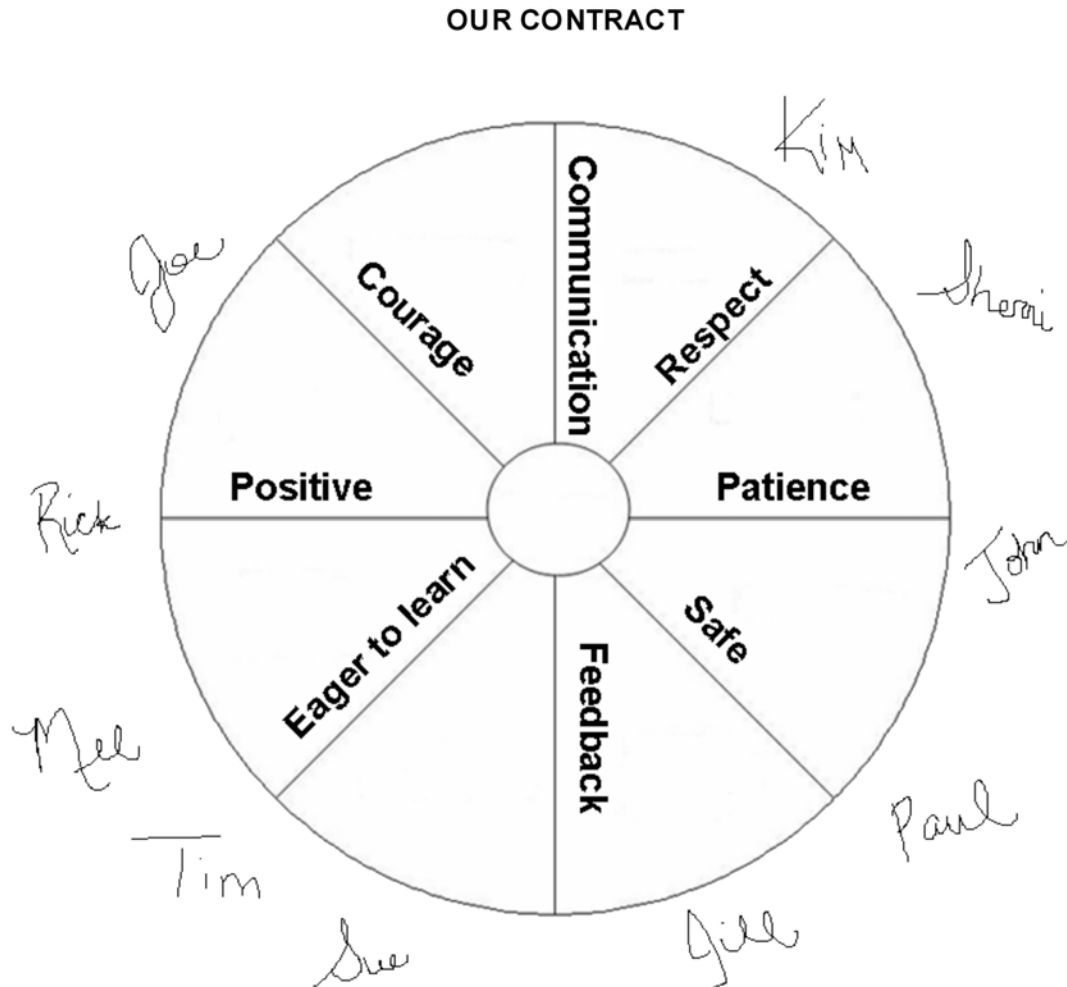 OUR CONTRACT
Kim
Sherri
John
Paul
Jill
Sue
Tim
Rick
Joe
Communication
Respect
Patience
Safe
Feedback
Eager to learn
Positive
Courage